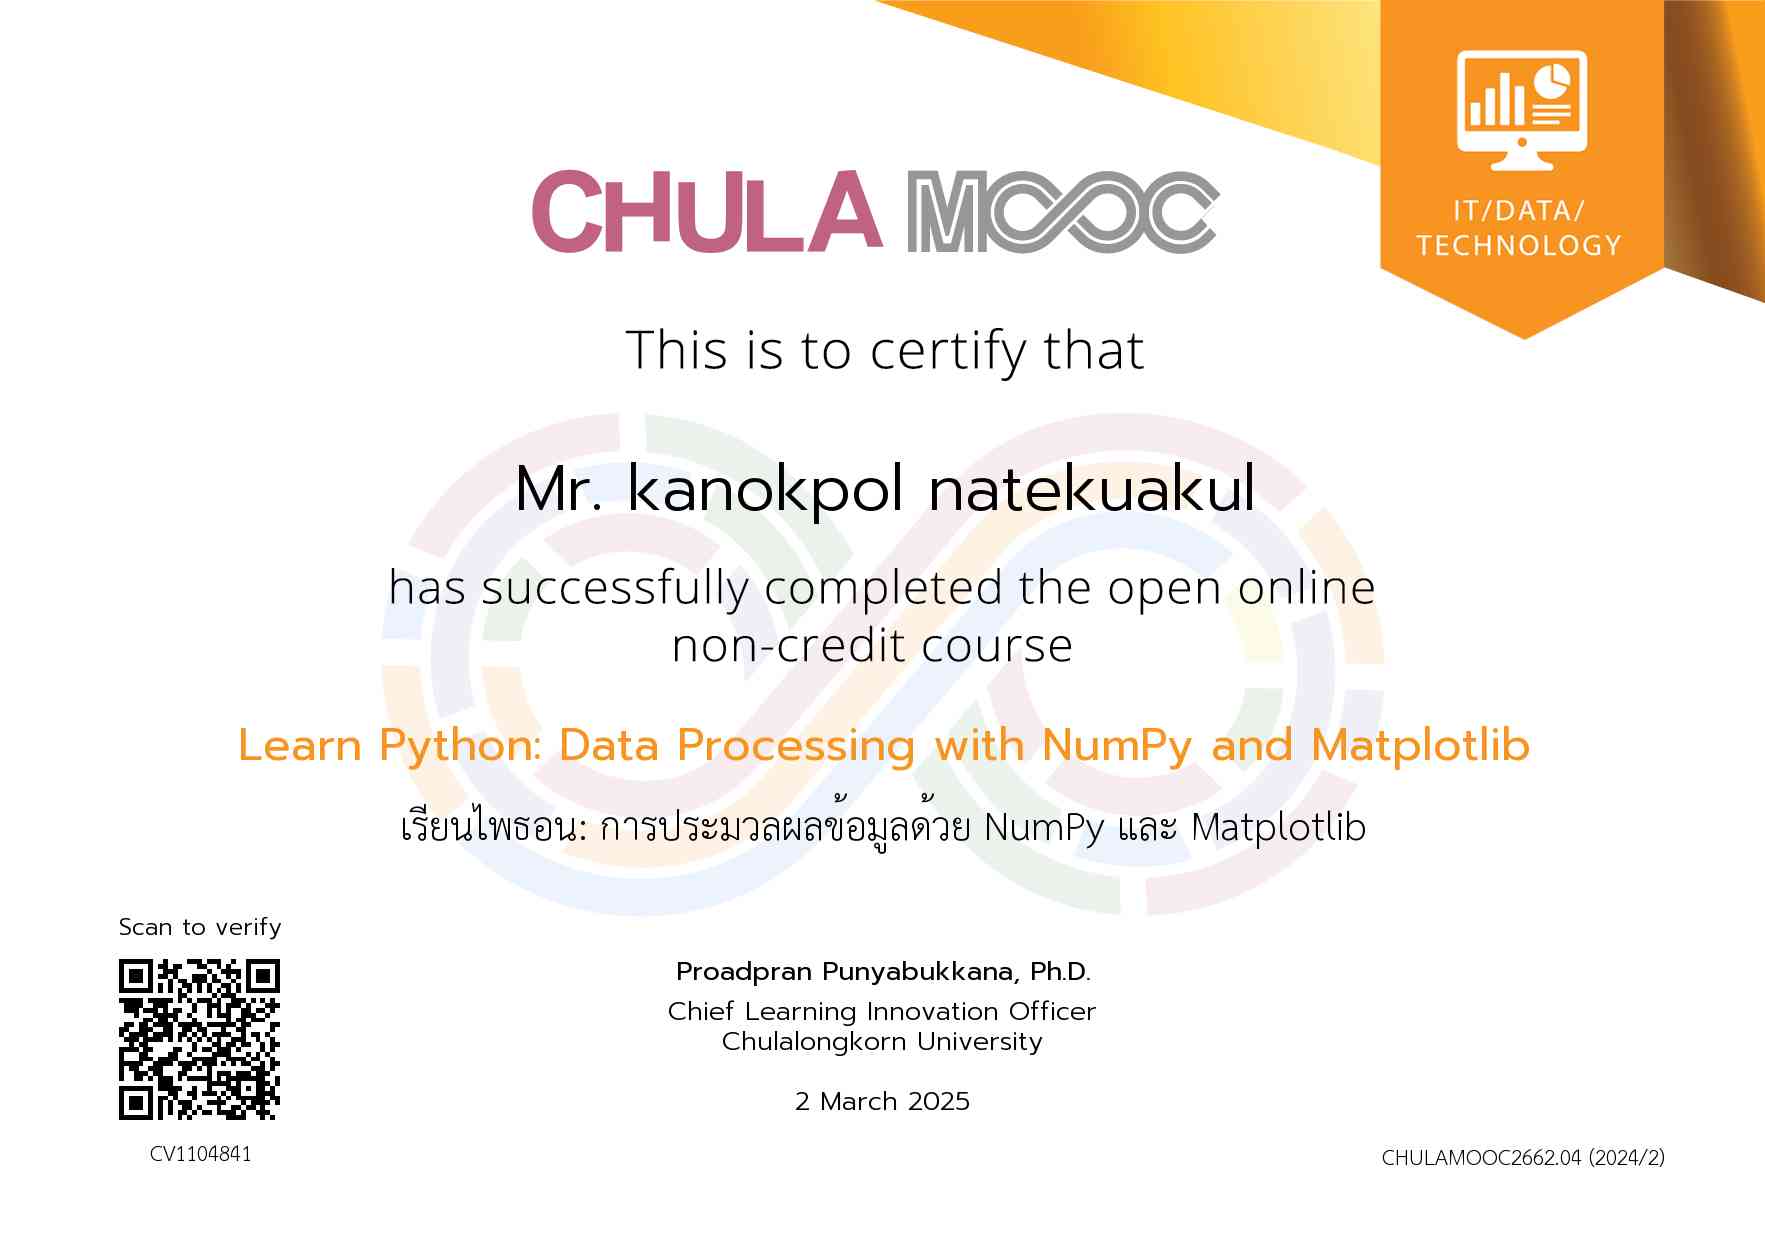 IT/DATA/
TECHNOLOGY
CHULA MOOC
This is to certify that
Mr. kanokpol natekuakul
has successfully completed the open online
non-credit course
Learn Python: Data Processing with NumPy and Matplotlib
เรียนไพธอน: การประมวลผลข้อมูลด้วย NumPy และ Matplotlib
Scan to verify
Proadpran Punyabukkana, Ph.D.
Chief Learning Innovation Officer
Chulalongkorn University
2 March 2025
CV1104841
CHULAMOOC2662.04 (2024/2)